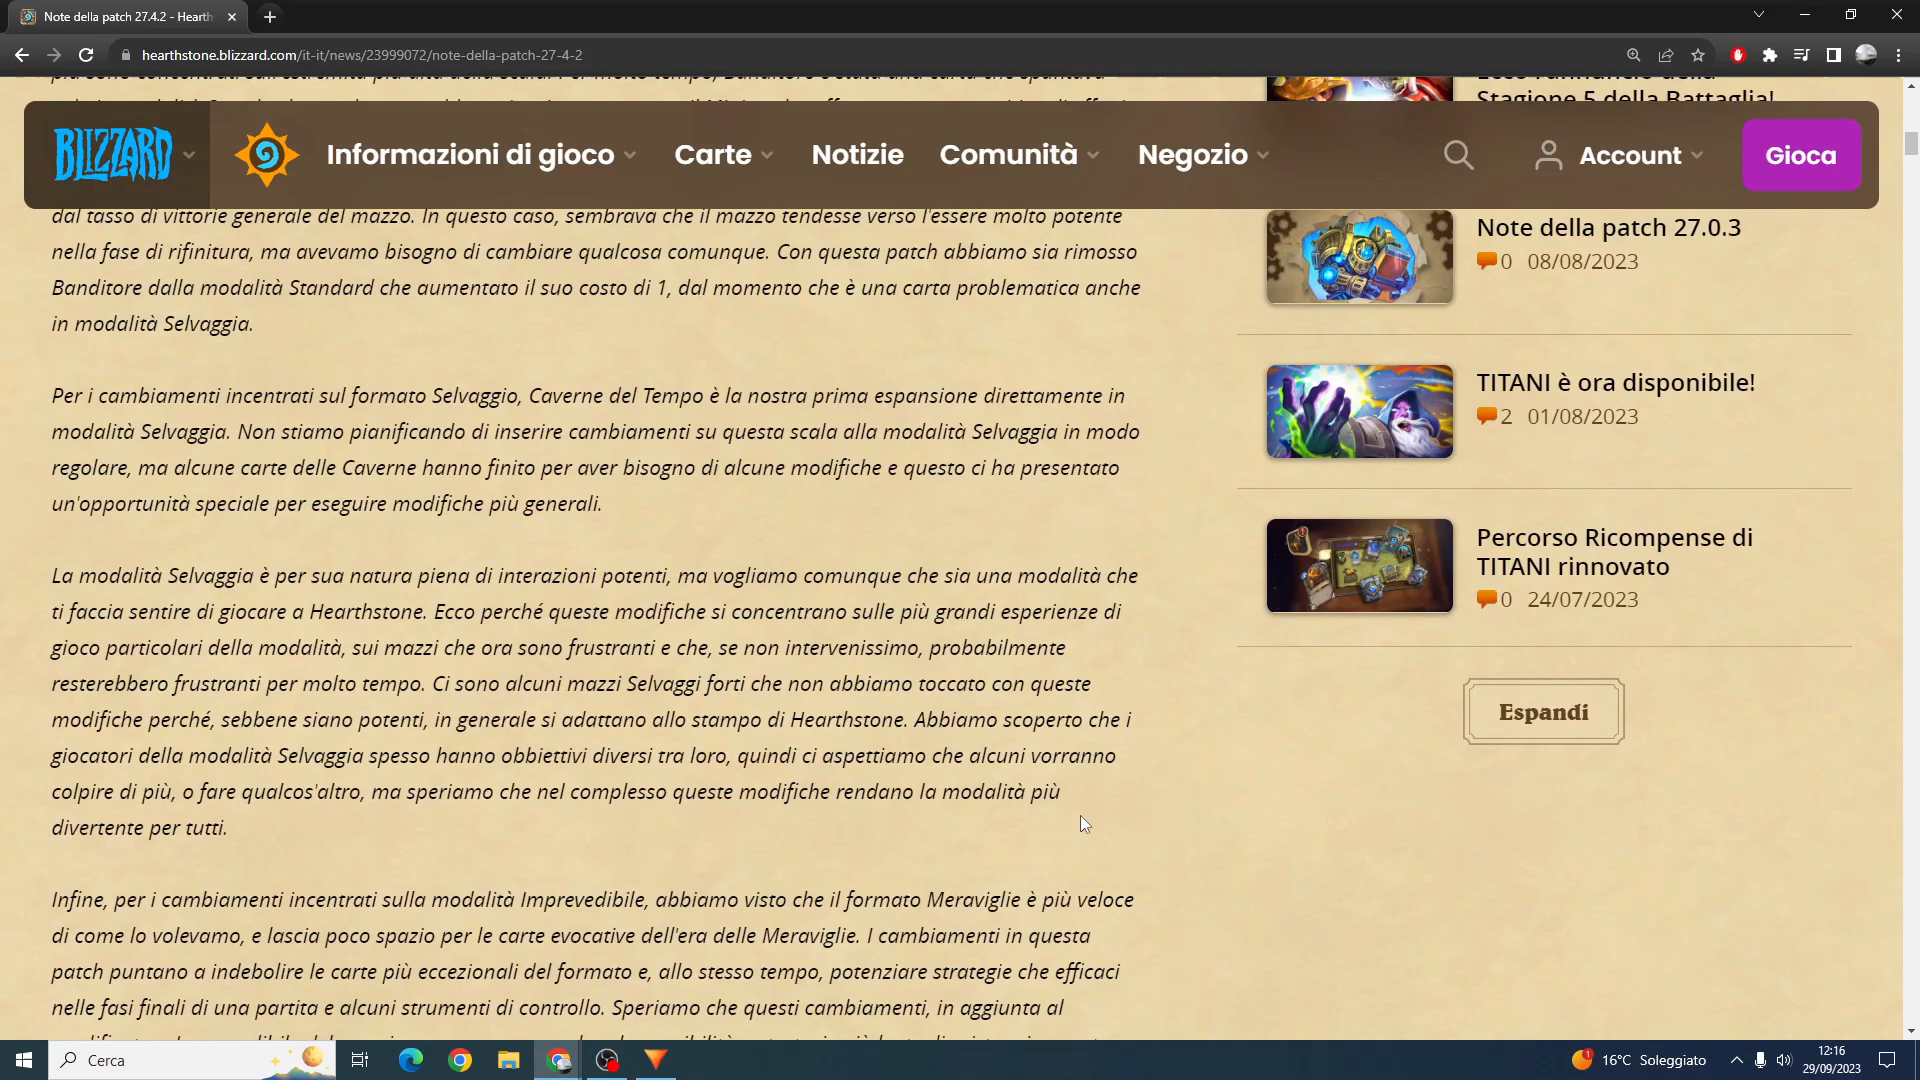 Note della patch 27.4.2 - Hearth
hearthstone.blizzard.com/it-it/news/23999072/note-della-patch-27-4-2
Stagione 5 della Battaglia!
BLIZZARD
Informazioni di gioco
Carte
Notizie
Comunità
Negozio
Account
Gioca
dal tasso di vittorie generale del mazzo. In questo caso, sembrava che il mazzo tendesse verso l'essere molto potente
nella fase di rifinitura, ma avevamo bisogno di cambiare qualcosa comunque. Con questa patch abbiamo sia rimosso
Banditore dalla modalità Standard che aumentato il suo costo di 1, dal momento che è una carta problematica anche
in modalità Selvaggia.
Per i cambiamenti incentrati sul formato Selvaggio, Caverne del Tempo è la nostra prima espansione direttamente in
modalità Selvaggia. Non stiamo pianificando di inserire cambiamenti su questa scala alla modalità Selvaggia in modo
regolare, ma alcune carte delle Caverne hanno finito per aver bisogno di alcune modifiche e questo ci ha presentato
un'opportunità speciale per eseguire modifiche più generali.
La modalità Selvaggia è per sua natura piena di interazioni potenti, ma vogliamo comunque che sia una modalità che
ti faccia sentire di giocare a Hearthstone. Ecco perché queste modifiche si concentrano sulle più grandi esperienze di
gioco particolari della modalità, sui mazzi che ora sono frustranti e che, se non intervenissimo, probabilmente
resterebbero frustranti per molto tempo. Ci sono alcuni mazzi Selvaggi forti che non abbiamo toccato con queste
modifiche perché, sebbene siano potenti, in generale si adattano allo stampo di Hearthstone. Abbiamo scoperto che i
giocatori della modalità Selvaggia spesso hanno obbiettivi diversi tra loro, quindi ci aspettiamo che alcuni vorranno
colpire di più, o fare qualcos'altro, ma speriamo che nel complesso queste modifiche rendano la modalità più
divertente per tutti.
Infine, per i cambiamenti incentrati sulla modalità Imprevedibile, abbiamo visto che il formato Meraviglie è più veloce
di come lo volevamo, e lascia poco spazio per le carte evocative dell'era delle Meraviglie. I cambiamenti in questa
patch puntano a indebolire le carte più eccezionali del formato e, allo stesso tempo, potenziare strategie che efficaci
nelle fasi finali di una partita e alcuni strumenti di controllo. Speriamo che questi cambiamenti, in aggiunta al
Note della patch 27.0.3
0 08/08/2023
TITANI è ora disponibile!
2 01/08/2023
Percorso Ricompense di
TITANI rinnovato
0 24/07/2023
Espandi
Cerca
1
16°C Soleggiato
12:16
29/09/2023